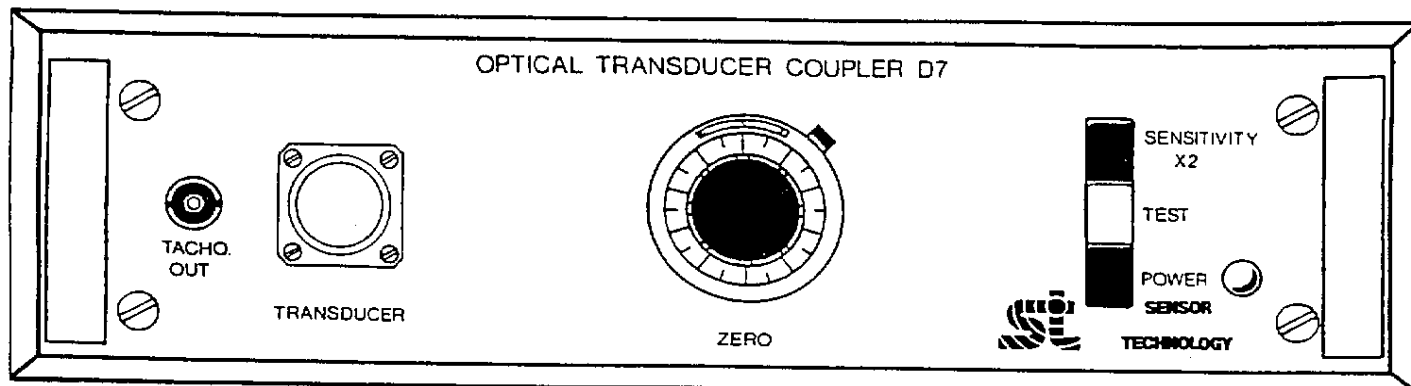 OPTICAL TRANSDUCER COUPLER D7
TACHO.
OUT
TRANSDUCER
ZERO
SENSITIVITY
X2
TEST
POWER
SENSOR
TECHNOLOGY